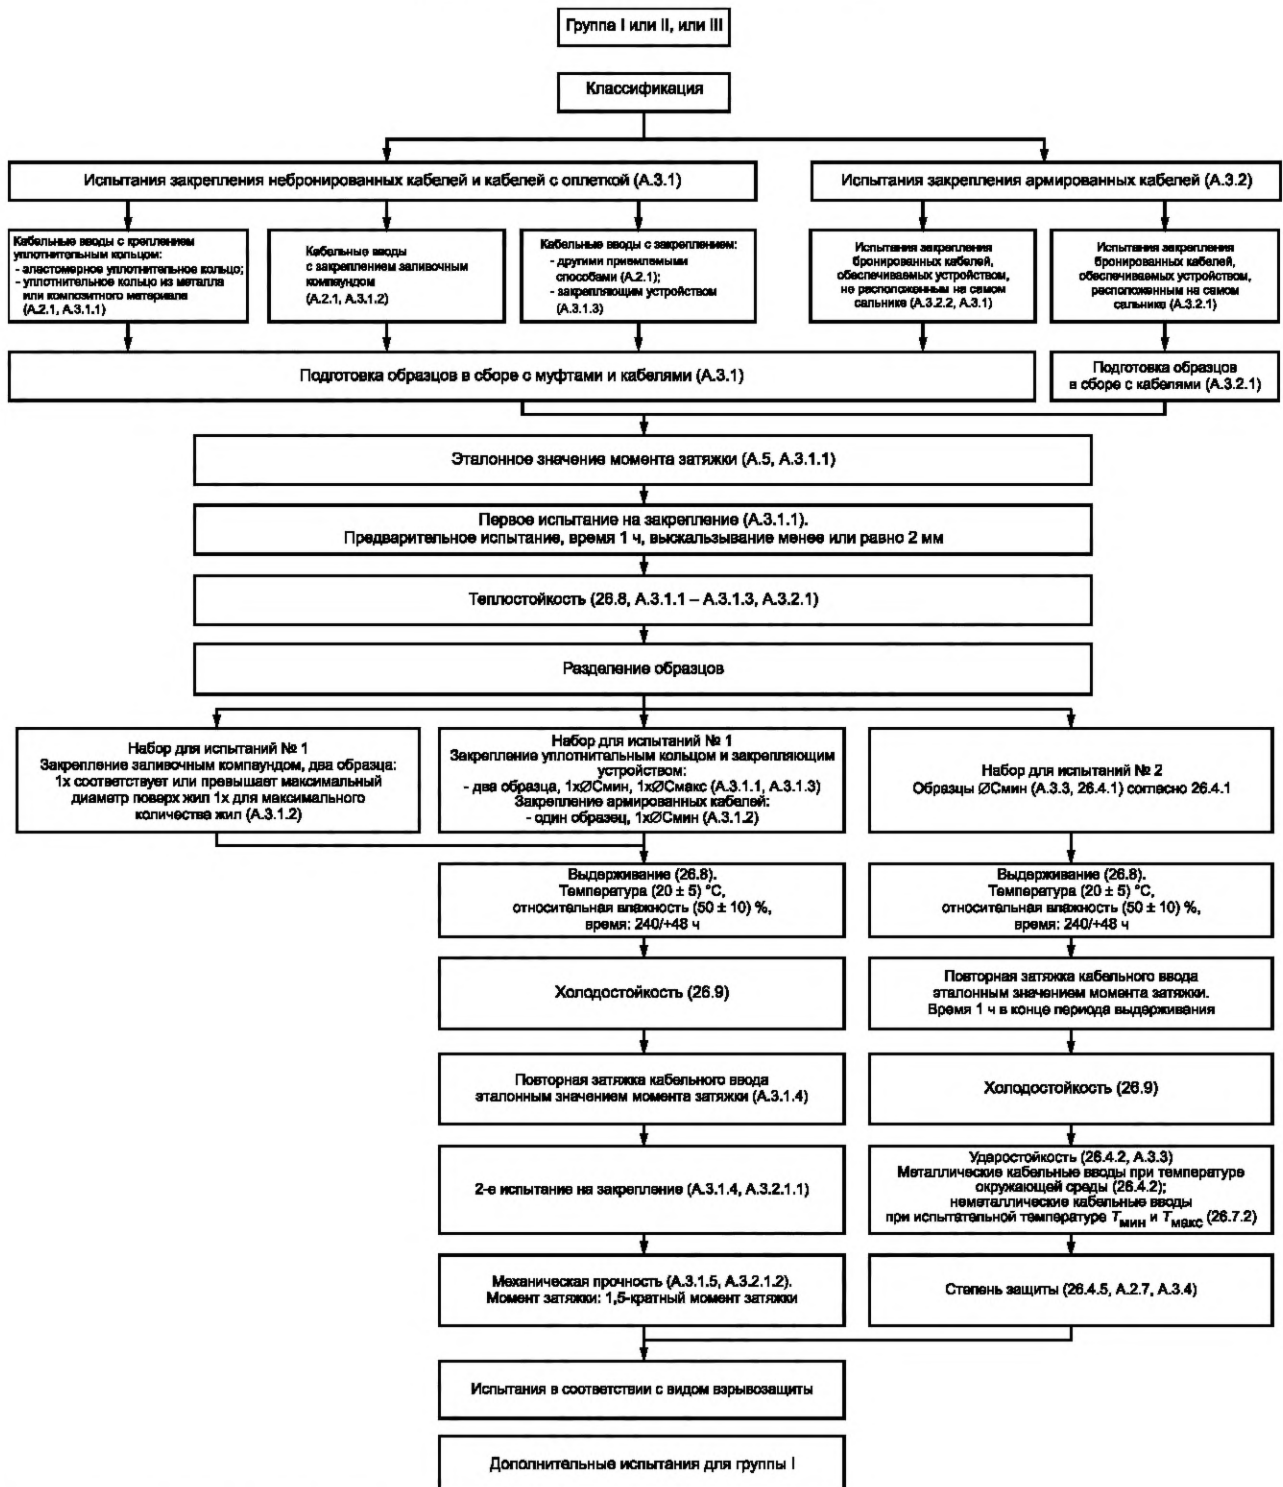 Группа I или II, или III
Классификация
Испытания закрепления небронированных кабелей и кабелей с оплеткой (А.3.1)
Испытания закрепления армированных кабелей (А.3.2)
Кабельные вводы с креплением
уплотнительным кольцом:
- эластомерное уплотнительное кольцо;
- уплотнительное кольцо из металла
или композитного материала
(А.2.1, А.3.1.1)
Кабельные вводы
с закреплением заливочным
компаундом
(А.2.1, А.3.1.2)
Кабельные вводы с закреплением:
- другими приемлемыми
способами (А.2.1);
- закрепляющим устройством
(А.3.1.3)
Испытания закрепления
бронированных кабелей,
обеспечиваемых устройством,
не расположенным на самом
сальнике (А.3.2.2, А.3.1)
Испытания закрепления
бронированных кабелей,
обеспечиваемых устройством,
расположенным на самом
сальнике (А.3.2.1)
Подготовка образцов в сборе с муфтами и кабелями (А.3.1)
Подготовка образцов
в сборе с кабелями (А.3.2.1)
Эталонное значение момента затяжки (А.5, А.3.1.1)
Первое испытание на закрепление (А.3.1.1).
Предварительное испытание, время 1 ч, выскальзывание менее или равно 2 мм
Теплостойкость (26.8, А.3.1.1 – А.3.1.3, А.3.2.1)
Разделение образцов
Набор для испытаний № 1
Закрепление заливочным компаундом, два образца:
1х соответствует или превышает максимальный
диаметр поверх жил 1х для максимального
количества жил (А.3.1.2)
Набор для испытаний № 1
Закрепление уплотнительным кольцом и закрепляющим
устройством:
- два образца, 1хØСмин, 1хØСмакс (А.3.1.1, А.3.1.3)
Закрепление армированных кабелей:
- один образец, 1хØСмин (А.3.1.2)
Набор для испытаний № 2
Образцы ØСмин (А.3.3, 26.4.1) согласно 26.4.1
Выдерживание (26.8).
Температура (20 ± 5) °С,
относительная влажность (50 ± 10) %,
время: 240/+48 ч
Выдерживание (26.8).
Температура (20 ± 5) °С,
относительная влажность (50 ± 10) %,
время: 240/+48 ч
Холодостойкость (26.9)
Повторная затяжка кабельного ввода
эталонным значением момента затяжки.
Время 1 ч в конце периода выдерживания
Повторная затяжка кабельного ввода
эталонным значением момента затяжки (А.3.1.4)
Холодостойкость (26.9)
2-е испытание на закрепление (А.3.1.4, А.3.2.1.1)
Ударостойкость (26.4.2, А.3.3)
Металлические кабельные вводы при температуре
окружающей среды (26.4.2);
неметаллические кабельные вводы
при испытательной температуре Tмин и Tмакс (26.7.2)
Механическая прочность (А.3.1.5, А.3.2.1.2).
Момент затяжки: 1,5-кратный момент затяжки
Степень защиты (26.4.5, А.2.7, А.3.4)
Испытания в соответствии с видом взрывозащиты
Дополнительные испытания для группы I